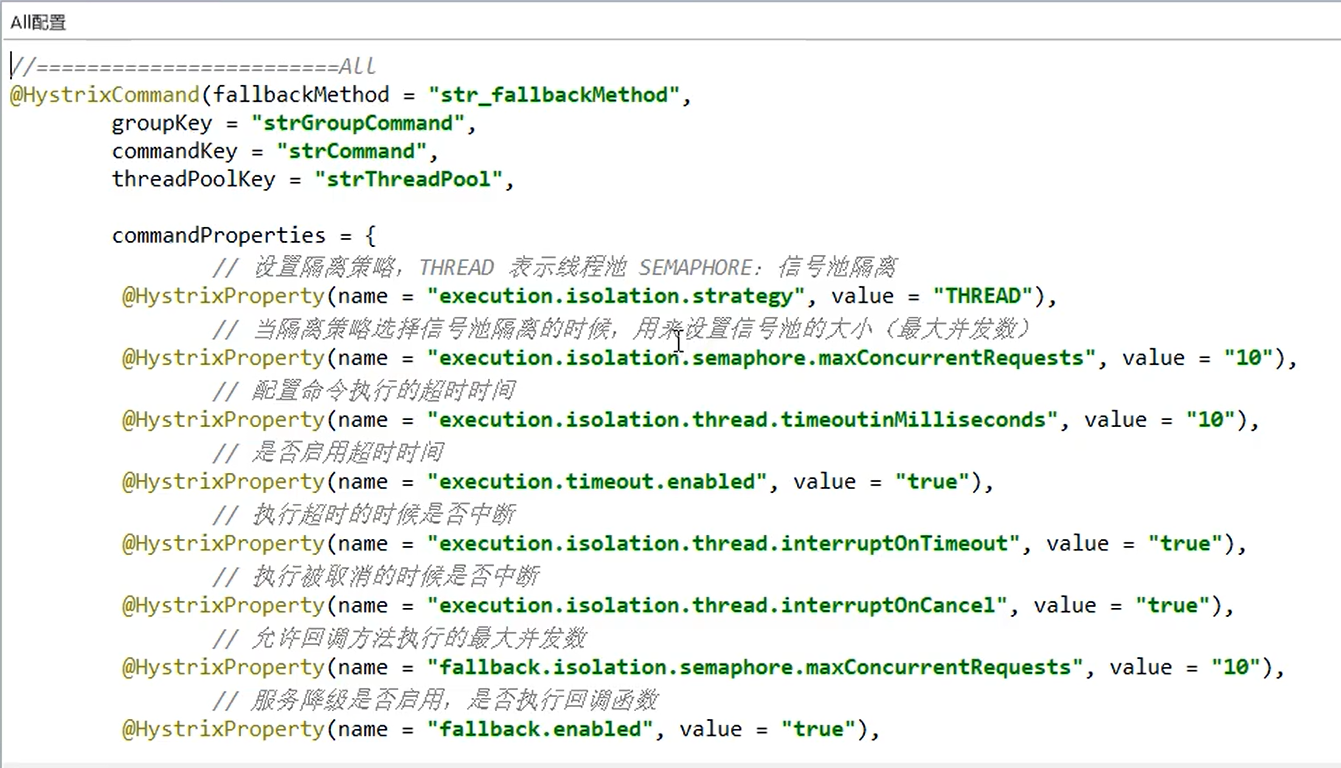 All配置
//========================All
@HystrixCommand(fallbackMethod = "str_fallbackMethod",
groupKey = "strGroupCommand",
commandKey = "strCommand",
threadPoolKey = "strThreadPool",
commandProperties = {
// 设置隔离策略，THREAD 表示线程池 SEMAPHORE：信号池隔离
@HystrixProperty(name = "execution.isolation.strategy", value = "THREAD"),
// 当隔离策略选择信号池隔离的时候，用来设置信号池的大小（最大并发数）
@HystrixProperty(name = "execution.isolation.semaphore.maxConcurrentRequests", value = "10"),
// 配置命令执行的超时时间
@HystrixProperty(name = "execution.isolation.thread.timeoutinMilliseconds", value = "10"),
// 是否启用超时时间
@HystrixProperty(name = "execution.timeout.enabled", value = "true"),
// 执行超时的时候是否中断
@HystrixProperty(name = "execution.isolation.thread.interruptOnTimeout", value = "true"),
// 执行被取消的时候是否中断
@HystrixProperty(name = "execution.isolation.thread.interruptOnCancel", value = "true"),
// 允许回调方法执行的最大并发数
@HystrixProperty(name = "fallback.isolation.semaphore.maxConcurrentRequests", value = "10"),
// 服务降级是否启用，是否执行回调函数
@HystrixProperty(name = "fallback.enabled", value = "true"),